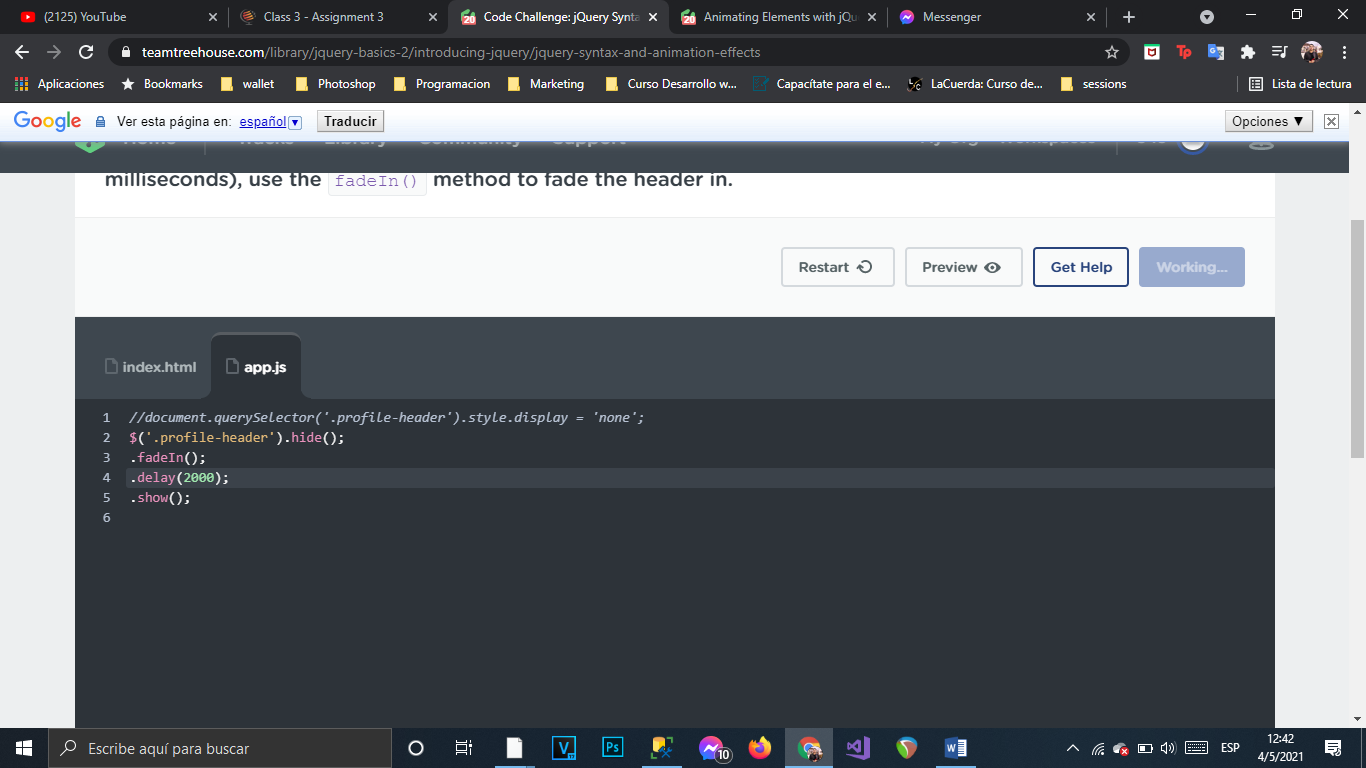 (2125) YouTube
Class 3 - Assignment 3
Code Challenge: jQuery Synta
Animating Elements with jQu
Messenger
teamtreehouse.com/library/jquery-basics-2/introducing-jquery/jquery-syntax-and-animation-effects
Aplicaciones Bookmarks wallet Photoshop Programacion Marketing Curso Desarrollo w... Capacítate para el e... LaCuerda: Curso de... sessions Lista de lectura
Google Ver esta página en: español Traducir Opciones ▼
Home Tracks Library Community Support My Org Workspaces
milliseconds), use the fadeIn() method to fade the header in.
Restart Preview Get Help Working...
index.html app.js
1 //document.querySelector('.profile-header').style.display = 'none';
2 $('.profile-header').hide();
3 .fadeIn();
4 .delay(2000);
5 .show();
6
Escribe aquí para buscar
10
ESP
12:42
4/5/2021